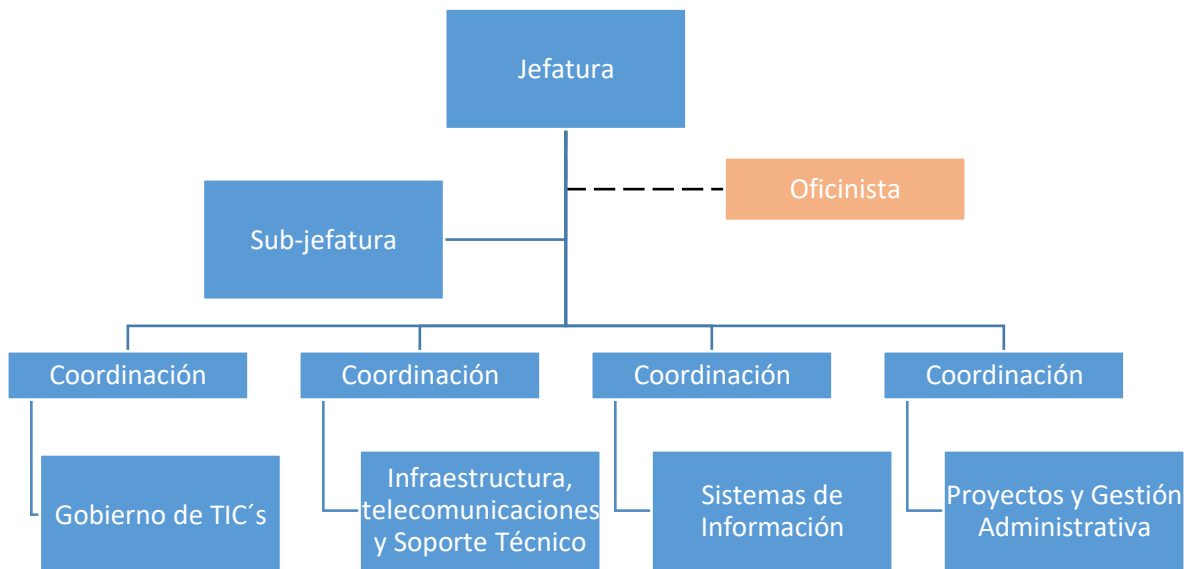 Jefatura
Oficinista
Sub-jefatura
Coordinación
Coordinación
Coordinación
Coordinación
Gobierno de TIC´s
Infraestructura,
telecomunicaciones
y Soporte Técnico
Sistemas de
Información
Proyectos y Gestión
Administrativa